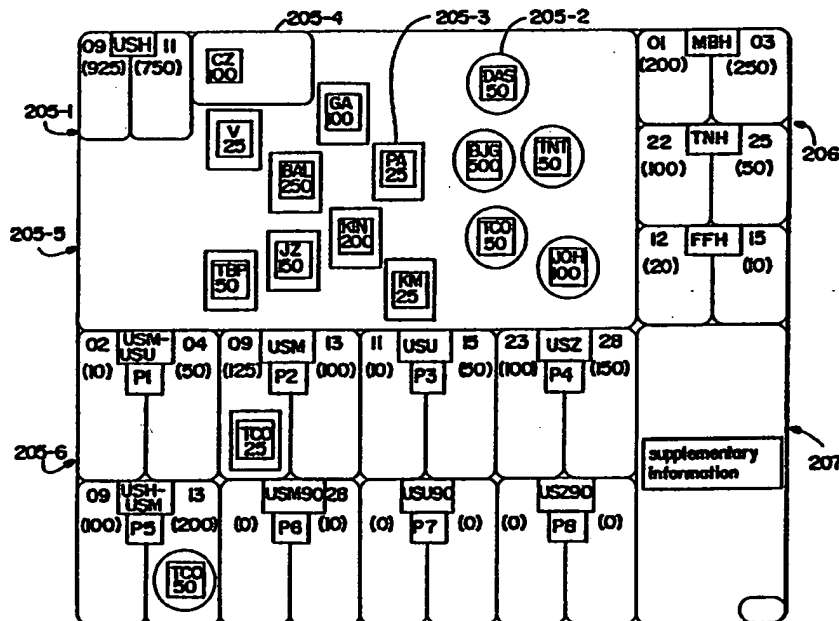 205-4
205-3
205-2
09 USH 11
(925) (750)
CZ
100
DAS
50
01 MBH 03
(200) (250)
GA
100
205-1
V
25
206
BAL
250
PA
25
BJG
500
TNT
50
22 TNH 25
(100) (50)
KIN
200
TCO
50
205-5
JZ
150
12 FFH 15
(20) (10)
TBP
50
KM
25
JOH
100
02 USM-USU 04
(10) P1 (50)
09 USM 13
(125) P2 (100)
11 USU 15
(10) P3 (50)
23 USZ 28
(100) P4 (150)
TCO
25
205-6
supplementary
information
207
09 USH-USM 13
(100) P5 (200)
USM90 28
(0) P6 (10)
USU90
(0) P7 (0)
USZ90
(0) P8 (0)
TCO
50